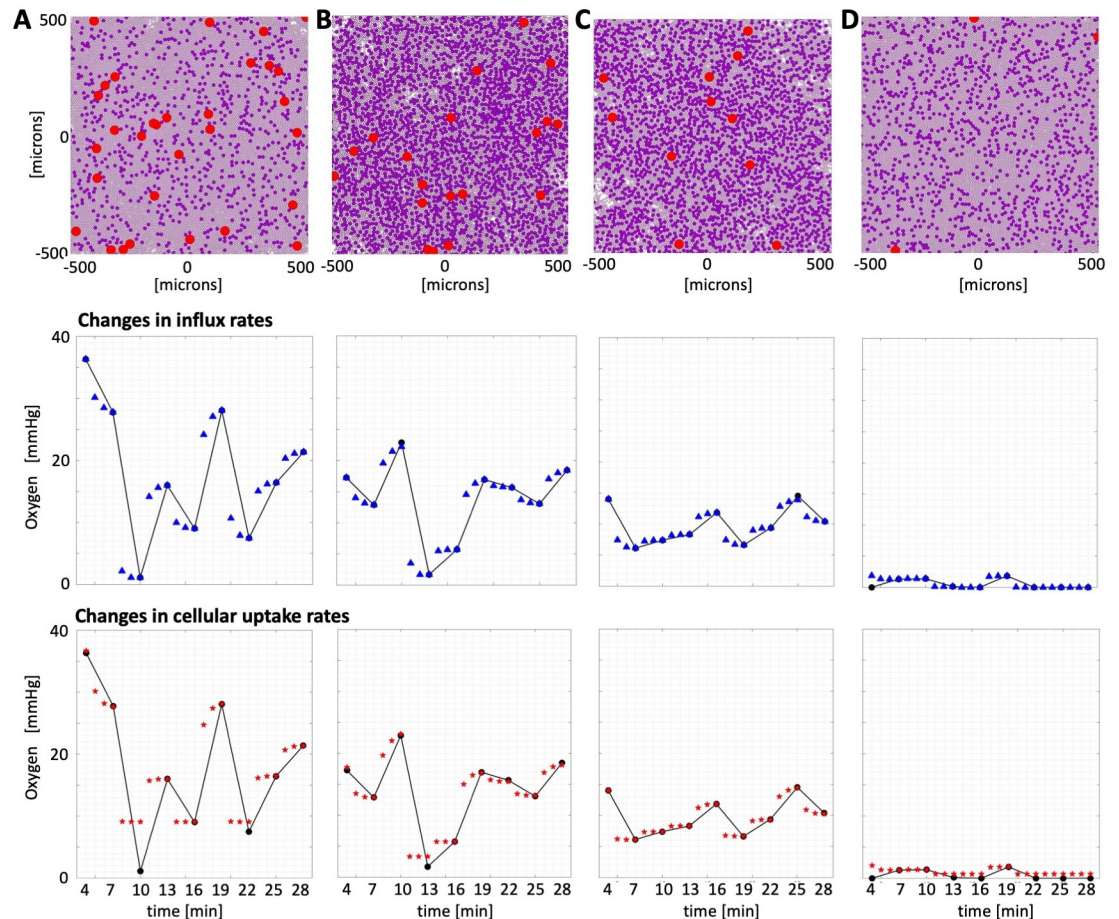 A B C D
500
0
-500
[microns]
-500 0 500 -500 0 500 -500 0 500 -500 0 500
[microns] [microns] [microns] [microns]
Changes in influx rates
40
20
0
Oxygen [mmHg]
Changes in cellular uptake rates
40
20
0
Oxygen [mmHg]
4 7 10 13 16 19 22 25 28 4 7 10 13 16 19 22 25 28 4 7 10 13 16 19 22 25 28 4 7 10 13 16 19 22 25 28
time [min] time [min] time [min] time [min]